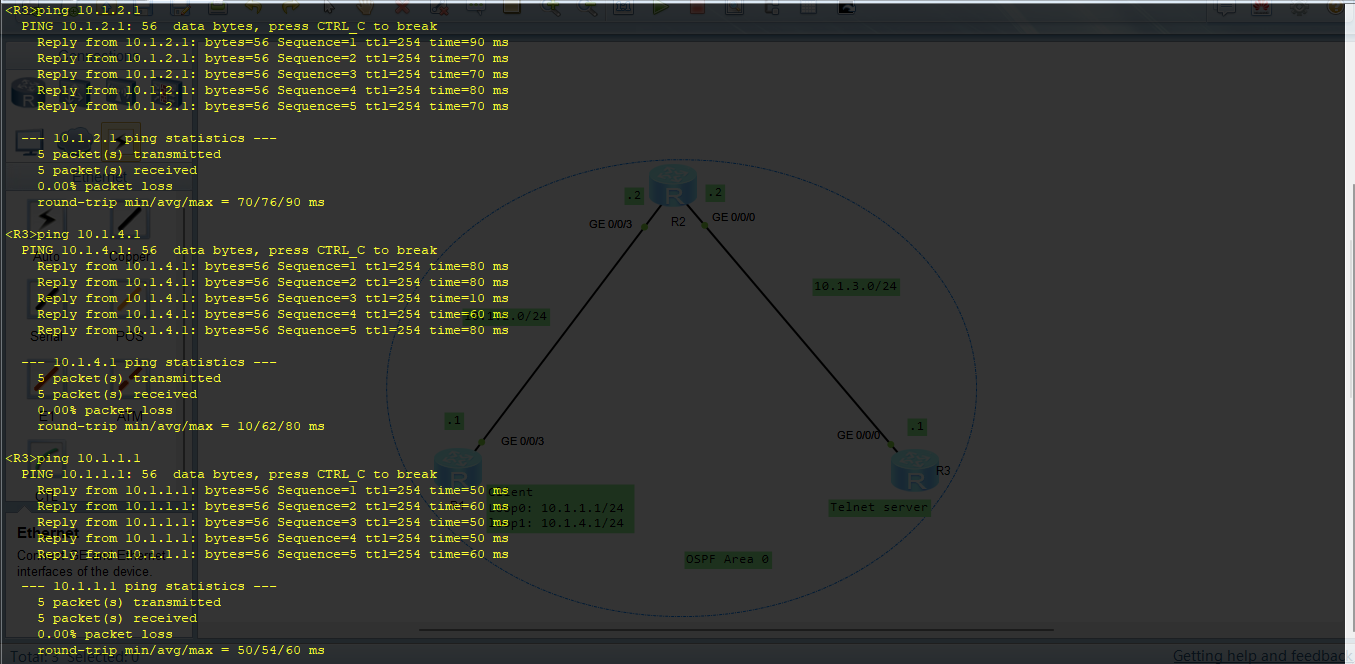 <R3>ping 10.1.2.1
PING 10.1.2.1: 56  data bytes, press CTRL_C to break
Reply from 10.1.2.1: bytes=56 Sequence=1 ttl=254 time=90 ms
Reply from 10.1.2.1: bytes=56 Sequence=2 ttl=254 time=70 ms
Reply from 10.1.2.1: bytes=56 Sequence=3 ttl=254 time=70 ms
Reply from 10.1.2.1: bytes=56 Sequence=4 ttl=254 time=80 ms
Reply from 10.1.2.1: bytes=56 Sequence=5 ttl=254 time=70 ms
--- 10.1.2.1 ping statistics ---
5 packet(s) transmitted
5 packet(s) received
0.00% packet loss
round-trip min/avg/max = 70/76/90 ms
<R3>ping 10.1.4.1
PING 10.1.4.1: 56  data bytes, press CTRL_C to break
Reply from 10.1.4.1: bytes=56 Sequence=1 ttl=254 time=80 ms
Reply from 10.1.4.1: bytes=56 Sequence=2 ttl=254 time=80 ms
Reply from 10.1.4.1: bytes=56 Sequence=3 ttl=254 time=10 ms
Reply from 10.1.4.1: bytes=56 Sequence=4 ttl=254 time=60 ms
Reply from 10.1.4.1: bytes=56 Sequence=5 ttl=254 time=80 ms
--- 10.1.4.1 ping statistics ---
5 packet(s) transmitted
5 packet(s) received
0.00% packet loss
round-trip min/avg/max = 10/62/80 ms
<R3>ping 10.1.1.1
PING 10.1.1.1: 56  data bytes, press CTRL_C to break
Reply from 10.1.1.1: bytes=56 Sequence=1 ttl=254 time=50 ms
Reply from 10.1.1.1: bytes=56 Sequence=2 ttl=254 time=60 ms
Reply from 10.1.1.1: bytes=56 Sequence=3 ttl=254 time=50 ms
Reply from 10.1.1.1: bytes=56 Sequence=4 ttl=254 time=50 ms
Reply from 10.1.1.1: bytes=56 Sequence=5 ttl=254 time=60 ms
--- 10.1.1.1 ping statistics ---
5 packet(s) transmitted
5 packet(s) received
0.00% packet loss
round-trip min/avg/max = 50/54/60 ms
.2
.2
R
GE 0/0/3
R2
GE 0/0/0
10.1.3.0/24
.0/24
.1
.1
GE 0/0/3
GE 0/0/0
R
R
R3
10.1.1.1/24
10.1.4.1/24
Telnet server
OSPF Area 0
Auto
Copper
Serial
POS
Ethernet
interfaces of the device.
Getting help and feedback